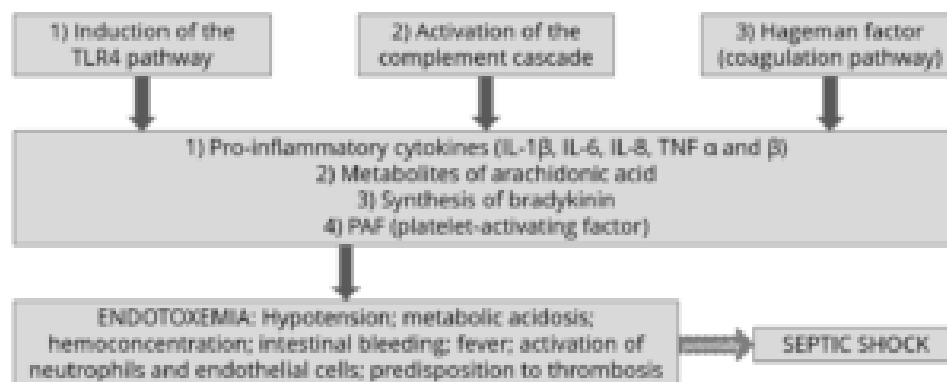 1) Induction of the
TLR4 pathway
2) Activation of the
complement cascade
3) Hageman factor
(coagulation pathway)
1) Pro-inflammatory cytokines (IL-1β, IL-6, IL-8, TNF α and β)
2) Metabolites of arachidonic acid
3) Synthesis of bradykinin
4) PAF (platelet-activating factor)
ENDOTOXEMIA: Hypotension; metabolic acidosis;
hemoconcentration; intestinal bleeding; fever; activation of
neutrophils and endothelial cells; predisposition to thrombosis
SEPTIC SHOCK